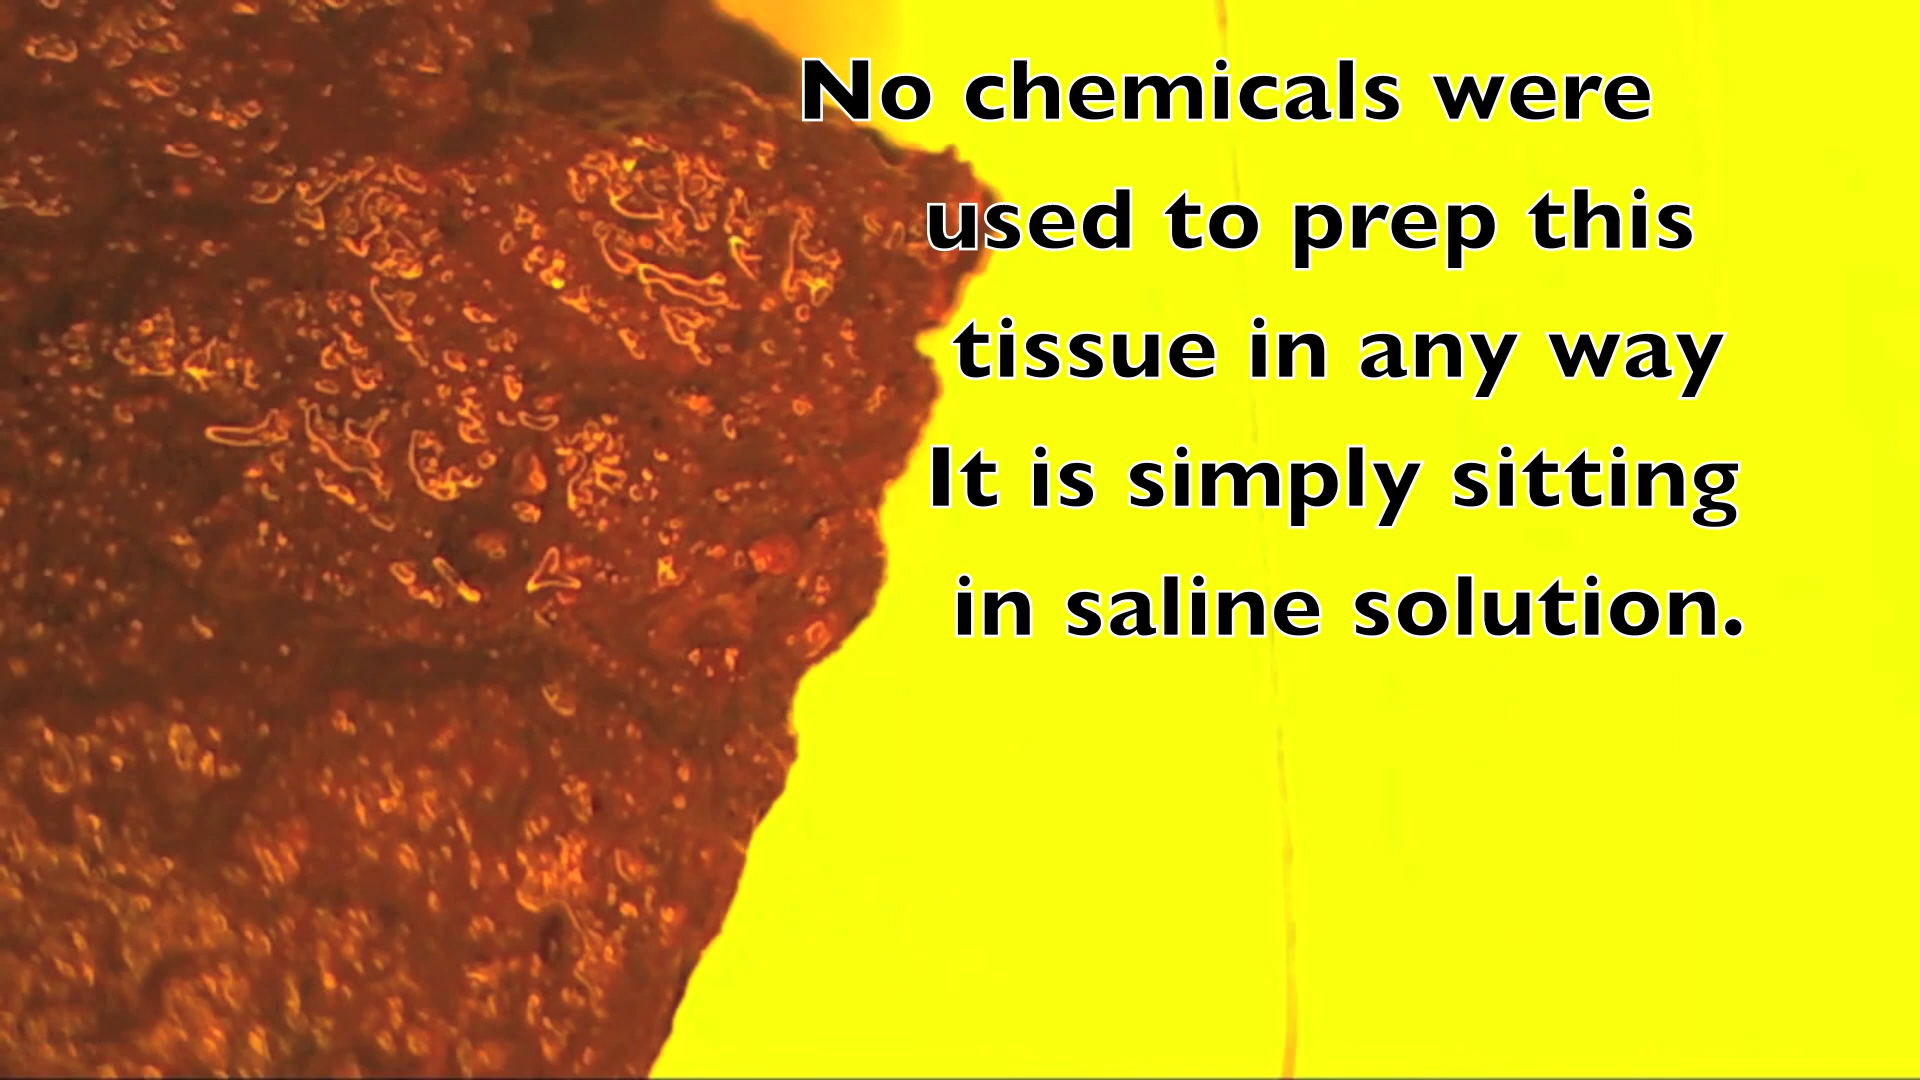 No chemicals were
used to prep this
tissue in any way
It is simply sitting
in saline solution.